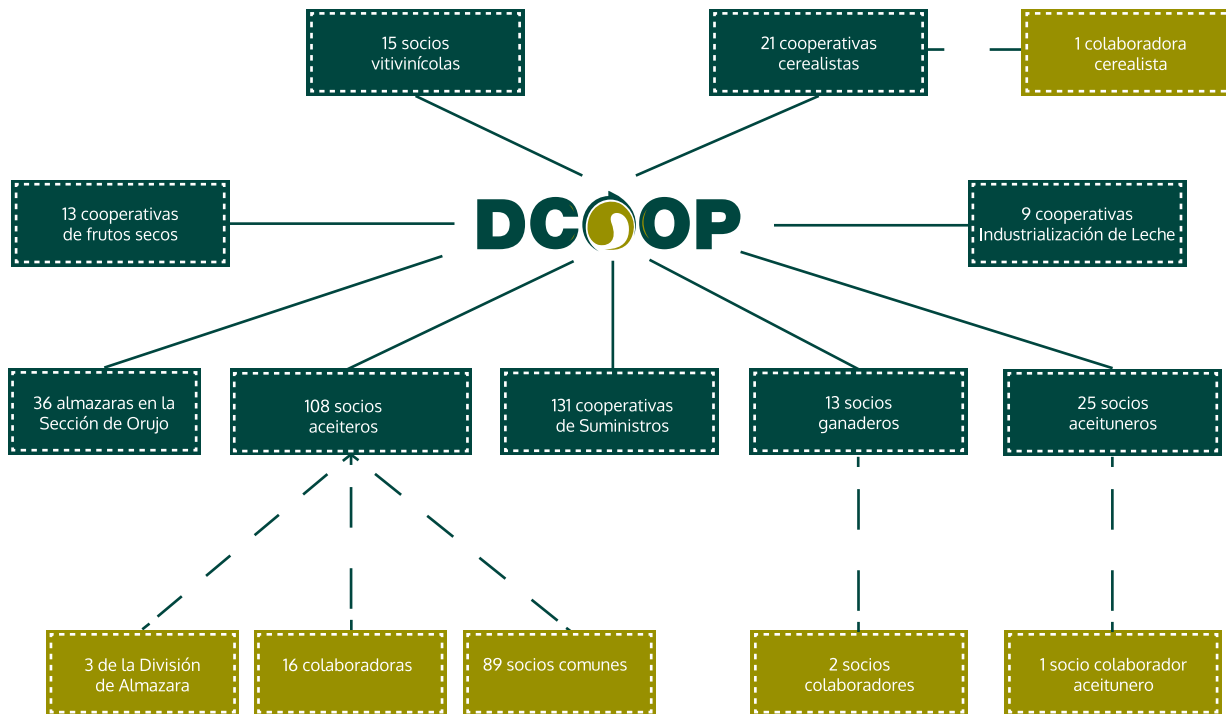 15 socios
vitivinícolas
21 cooperativas
cerealistas
1 colaboradora
cerealista
13 cooperativas
de frutos secos
DCOOP
9 cooperativas
Industrialización de Leche
36 almazaras en la
Sección de Orujo
108 socios
aceiteros
131 cooperativas
de Suministros
13 socios
ganaderos
25 socios
aceituneros
3 de la División
de Almazara
16 colaboradoras
89 socios comunes
2 socios
colaboradores
1 socio colaborador
aceitunero